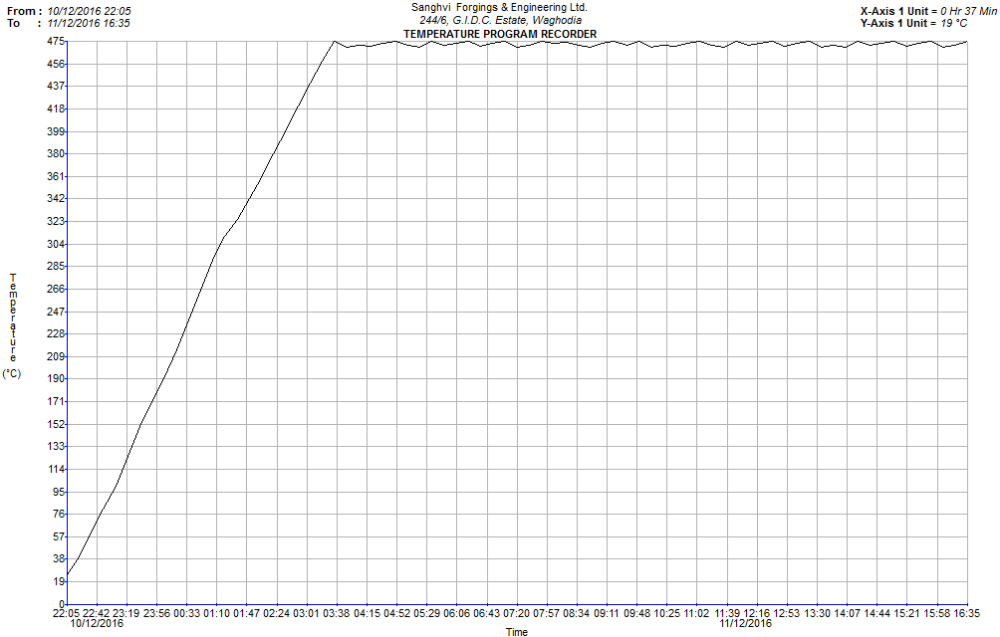 From : 10/12/2016 22:05
To : 11/12/2016 16:35
Sanghvi Forgings & Engineering Ltd.
244/6, G.I.D.C. Estate, Waghodia
TEMPERATURE PROGRAM RECORDER
X-Axis 1 Unit = 0 Hr 37 Min
Y-Axis 1 Unit = 19 °C
475
456
437
418
399
380
361
342
323
304
285
266
247
228
209
190
171
152
133
114
95
76
57
38
19
0
Temperature
(°C)
22:05 22:42 23:19 23:56 00:33 01:10 01:47 02:24 03:01 03:38 04:15 04:52 05:29 06:06 06:43 07:20 07:57 08:34 09:11 09:48 10:25 11:02 11:39 12:16 12:53 13:30 14:07 14:44 15:21 15:58 16:35
10/12/2016 11/12/2016
Time